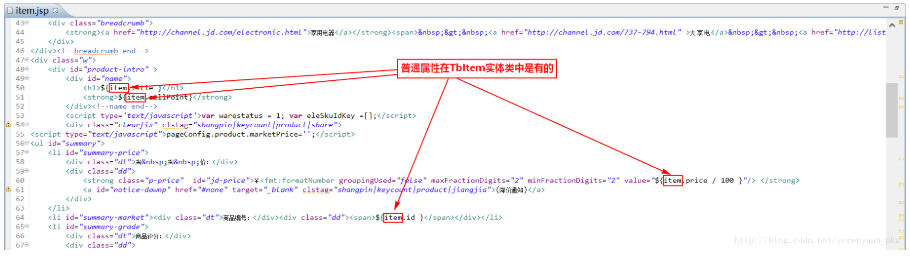 item.jsp
43 <div class="breadcrumb">
44 <strong><a href="http://channel.jd.com/electronic.html">家用电器</a></strong><span>&nbsp;&gt;&nbsp;<a href="http://channel.jd.com/737-794.html" >大家电</a>&nbsp;&gt;&nbsp;<a href="http://list
45 </div>
46 </div><!-- breadcrumb end-->
47 <div class="w">
48 <div id="product-intro" >
普通属性在TbItem实体类中是有的
49 <div id="name">
50 <h1>${item. }</h1>
51 <strong>${item. }</strong>
52 </div><!--name end-->
53 <script type="text/javascript">var warestatus = 1; var eleSkuIdKey =[];</script>
54 <div class="clearfix" clstag="shangpin|keycount|product|share">
55 <script type="text/javascript">pageConfig.product.marketPrice='';</script>
56 <ul id="summary">
57 <li id="summary-price">
58 <div class="dt">京&nbsp;东&nbsp;价：</div>
59 <div class="dd">
60 <strong class="p-price" id="jd-price">￥<fmt:formatNumber groupingUsed="false" maxFractionDigits="2" minFractionDigits="2" value="${item.price / 100 }"/> </strong>
61 <a id="notice-downp" href="#none" target="_blank" clstag="shangpin|keycount|product|jiangjia">(降价通知)</a>
62 </div>
63 </li>
64 <li id="summary-market"><div class="dt">商品编号：</div><div class="dd"><span>${item.id }</span></div></li>
65 <li id="summary-grade">
66 <div class="dt">商品评分：</div>
67 <div class="dd">
http://blog.csdn.net/yerenyuan_pku